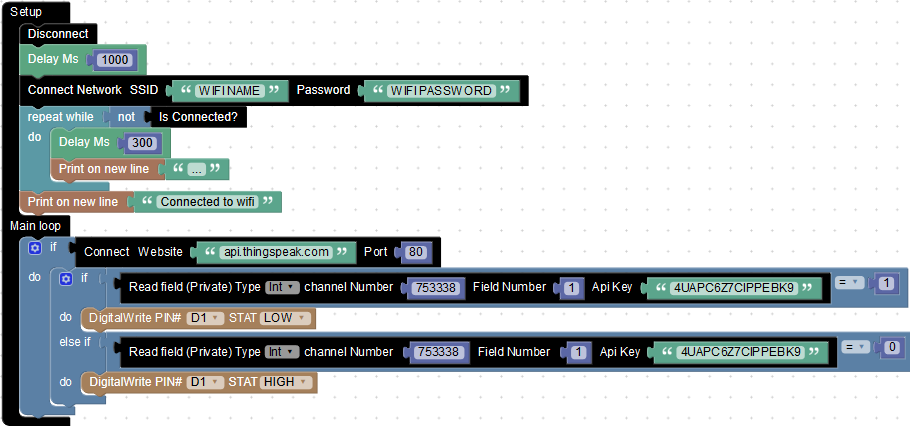 Setup
Disconnect
Delay Ms 1000
Connect Network SSID “ WIFI NAME ” Password “ WIFI PASSWORD ”
repeat while not Is Connected?
do Delay Ms 300
Print on new line “ ... ”
Print on new line “ Connected to wifi ”
Main loop
if Connect Website “ api.thingspeak.com ” Port 80
do if Read field (Private) Type Int channel Number 753338 Field Number 1 Api Key “ 4UAPC6Z7CIPPEBK9 ” = 1
do DigitalWrite PIN# D1 STAT LOW
else if Read field (Private) Type Int channel Number 753338 Field Number 1 Api Key “ 4UAPC6Z7CIPPEBK9 ” = 0
do DigitalWrite PIN# D1 STAT HIGH